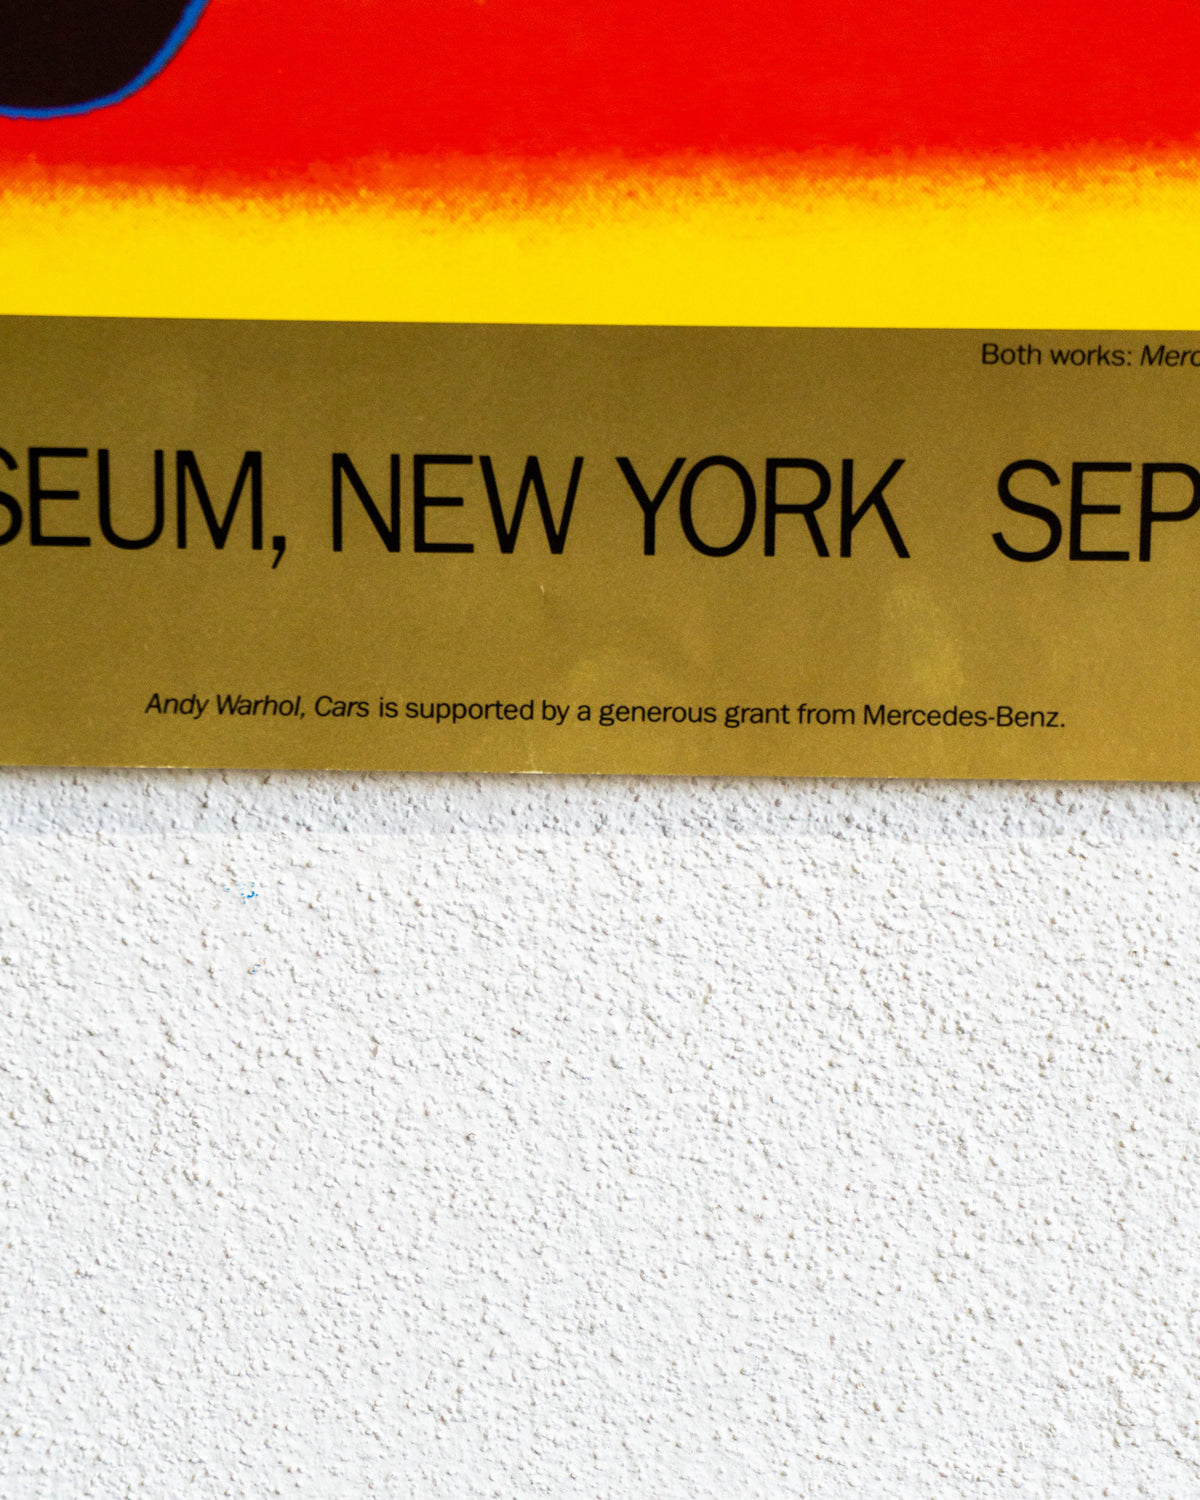 Both works: Merc
SEUM, NEW YORK SEP
Andy Warhol, Cars is supported by a generous grant from Mercedes-Benz.